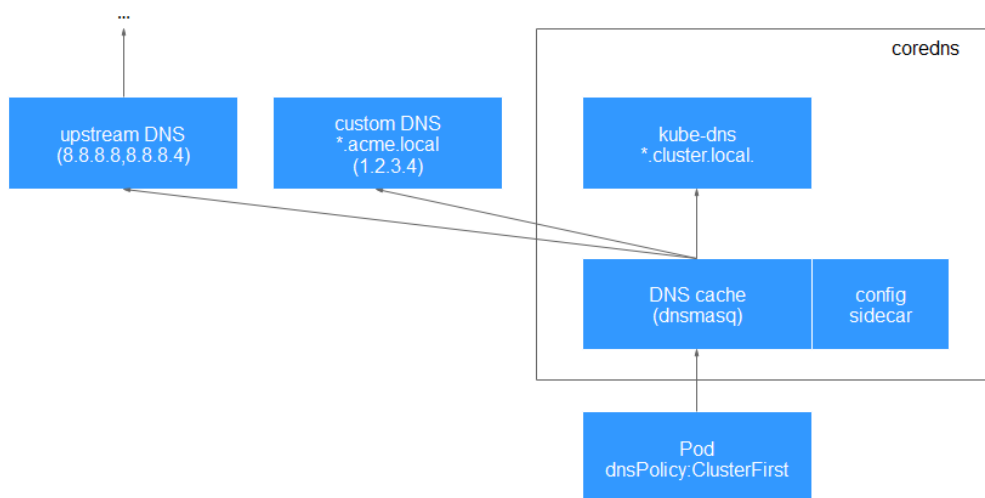 ...
coredns
upstream DNS
(8.8.8.8,8.8.8.4)
custom DNS
*.acme.local
(1.2.3.4)
kube-dns
*.cluster.local.
DNS cache
(dnsmasq)
config
sidecar
Pod
dnsPolicy:ClusterFirst